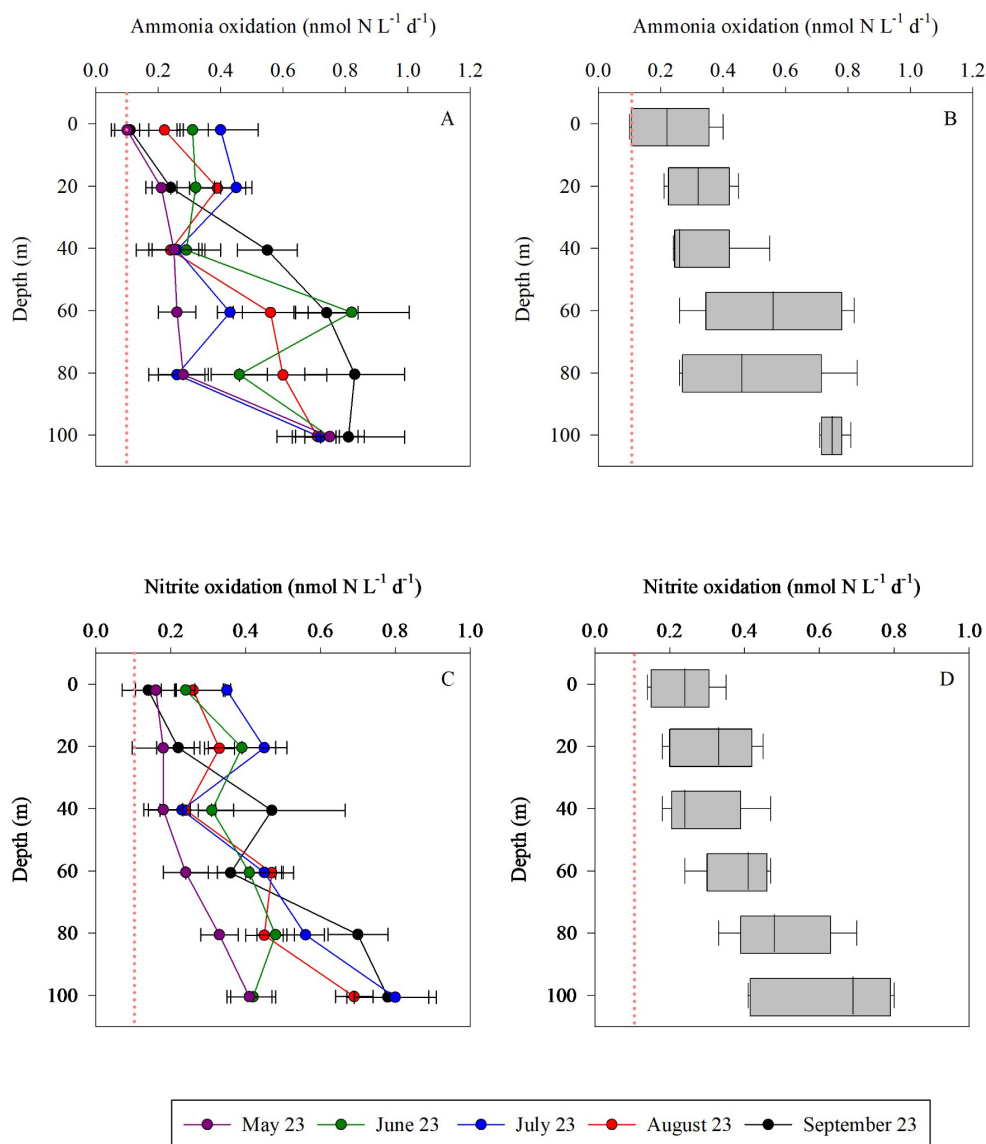 Ammonia oxidation (nmol N L⁻¹ d⁻¹)
0.0 0.2 0.4 0.6 0.8 1.0 1.2
A
0
20
40
60
80
100
Depth (m)
Ammonia oxidation (nmol N L⁻¹ d⁻¹)
0.0 0.2 0.4 0.6 0.8 1.0 1.2
B
0
20
40
60
80
100
Depth (m)
Nitrite oxidation (nmol N L⁻¹ d⁻¹)
0.0 0.2 0.4 0.6 0.8 1.0
C
0
20
40
60
80
100
Depth (m)
Nitrite oxidation (nmol N L⁻¹ d⁻¹)
0.0 0.2 0.4 0.6 0.8 1.0
D
0
20
40
60
80
100
Depth (m)
May 23 June 23 July 23 August 23 September 23